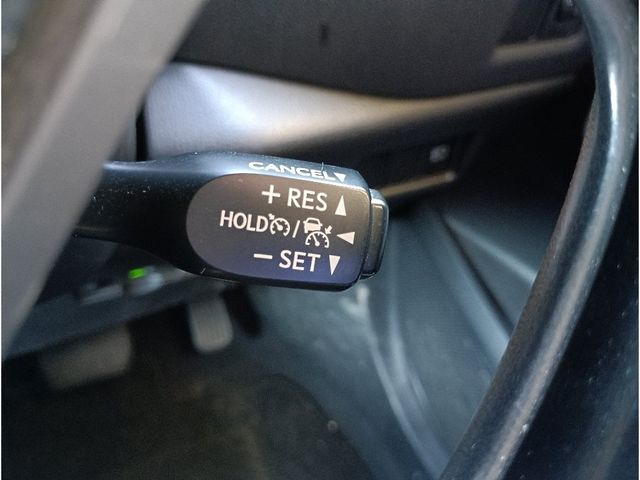 CANCEL
+ RES
HOLD /
− SET